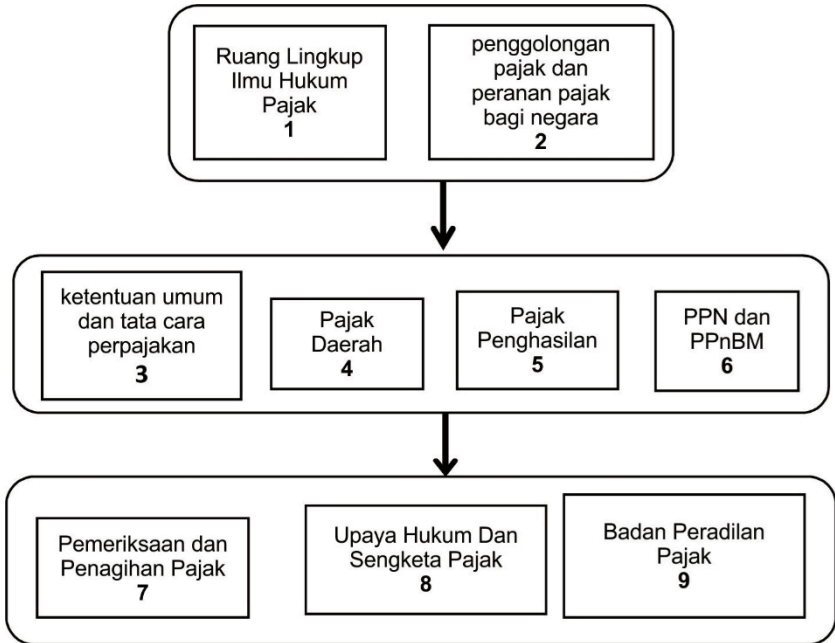 Ruang Lingkup
Ilmu Hukum
Pajak
1
penggolongan
pajak dan
peranan pajak
bagi negara
2
ketentuan umum
dan tata cara
perpajakan
3
Pajak
Daerah
4
Pajak
Penghasilan
5
PPN dan
PPnBM
6
Pemeriksaan dan
Penagihan Pajak
7
Upaya Hukum Dan
Sengketa Pajak
8
Badan Peradilan
Pajak
9